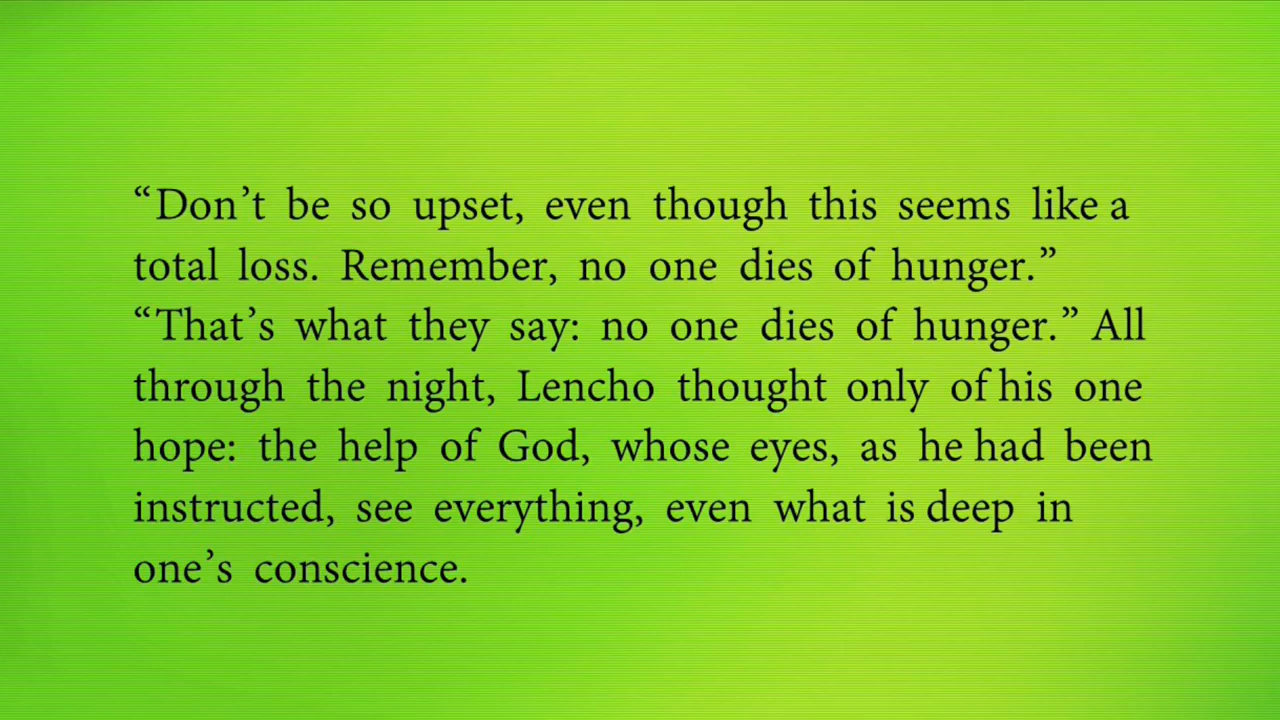 “Don’t be so upset, even though this seems like a
total loss. Remember, no one dies of hunger.”
“That’s what they say: no one dies of hunger.” All
through the night, Lencho thought only of his one
hope: the help of God, whose eyes, as he had been
instructed, see everything, even what is deep in
one’s conscience.